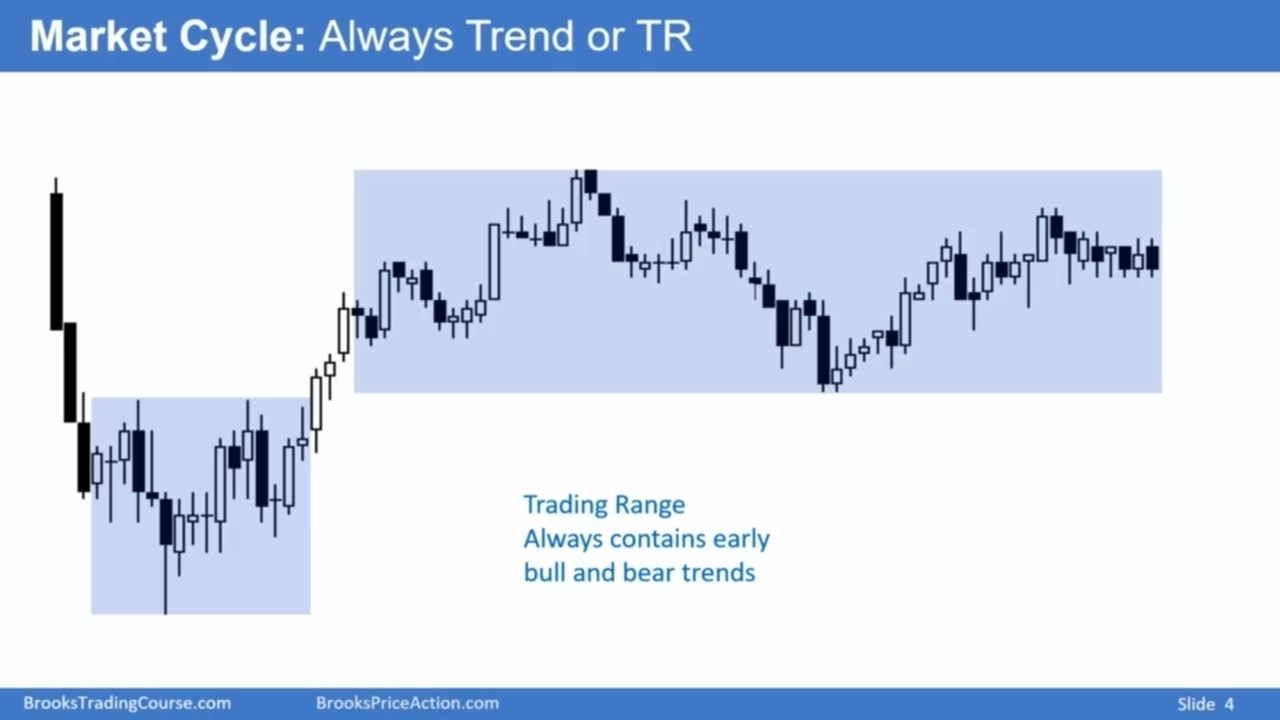 Market Cycle: Always Trend or TR
Trading Range
Always contains early
bull and bear trends
BrooksTradingCourse.com
BrooksPriceAction.com
Slide 4